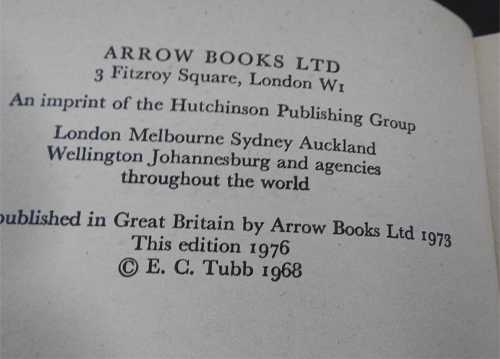 ARROW BOOKS LTD
3 Fitzroy Square, London W1
An imprint of the Hutchinson Publishing Group
London Melbourne Sydney Auckland
Wellington Johannesburg and agencies
throughout the world
published in Great Britain by Arrow Books Ltd 1973
This edition 1976
© E. C. Tubb 1968